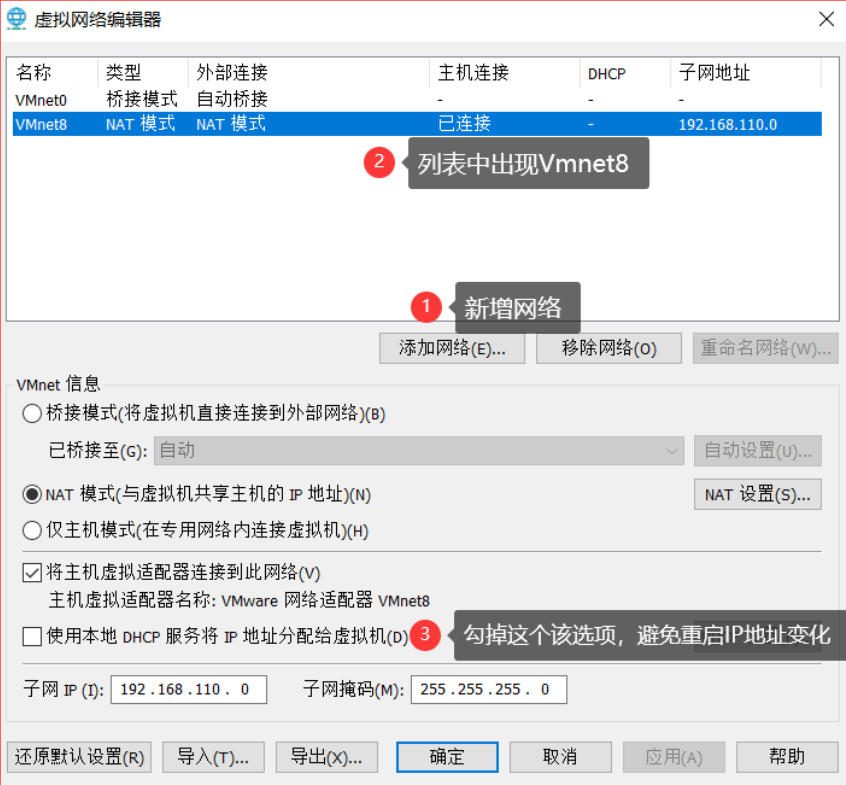 虚拟网络编辑器
名称 类型 外部连接 主机连接 DHCP 子网地址
VMnet0 桥接模式 自动桥接 - - -
VMnet8 NAT 模式 NAT 模式 已连接 - 192.168.110.0
2 列表中出现Vmnet8
1 新增网络
添加网络(E)... 移除网络(O) 重命名网络(W)...
VMnet 信息
桥接模式(将虚拟机直接连接到外部网络)(B)
已桥接至(G): 自动 自动设置(U)...
NAT 模式(与虚拟机共享主机的 IP 地址)(N) NAT 设置(S)...
仅主机模式(在专用网络内连接虚拟机)(H)
将主机虚拟适配器连接到此网络(V)
主机虚拟适配器名称: VMware 网络适配器 VMnet8
使用本地 DHCP 服务将 IP 地址分配给虚拟机(D) 3 勾掉这个该选项，避免重启IP地址变化
子网 IP (I): 192.168.110. 0 子网掩码(M): 255.255.255. 0
还原默认设置(R) 导入(T)... 导出(X)... 确定 取消 应用(A) 帮助